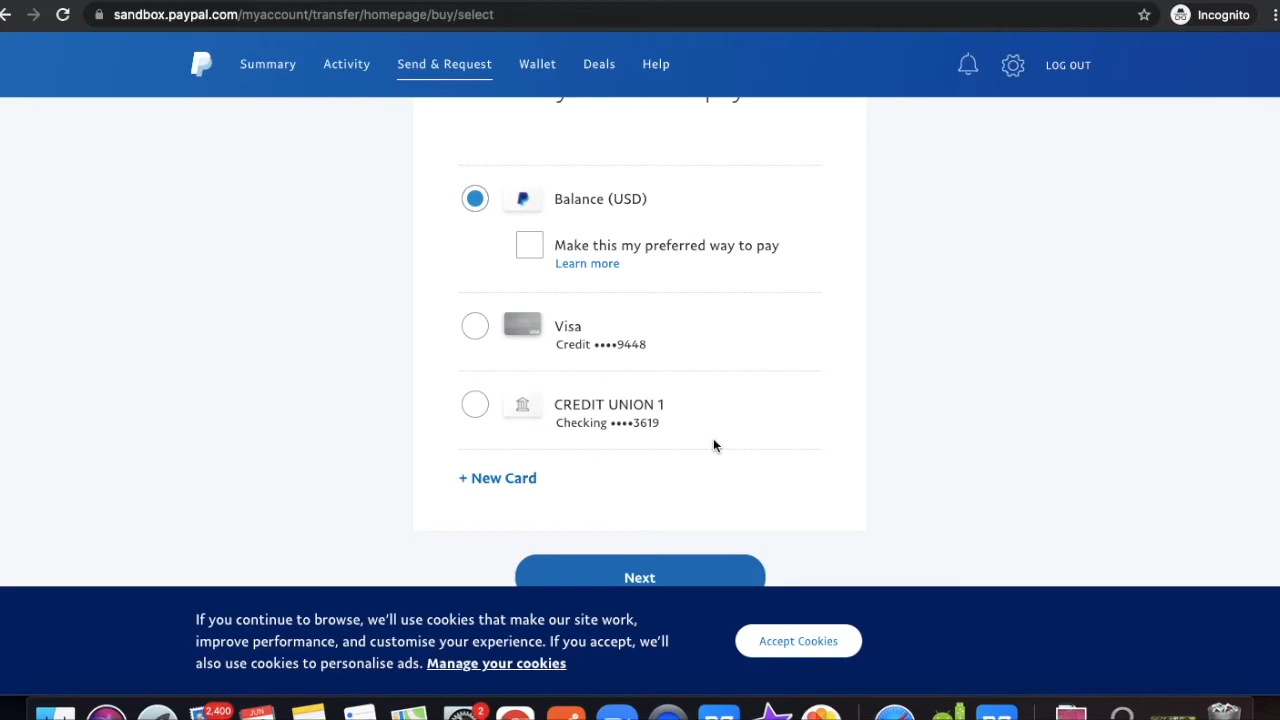 sandbox.paypal.com/myaccount/transfer/homepage/buy/select
Incognito
Summary
Activity
Send & Request
Wallet
Deals
Help
LOG OUT
Balance (USD)
Make this my preferred way to pay
Learn more
Visa
Credit ••••9448
CREDIT UNION 1
Checking ••••3619
+ New Card
Next
If you continue to browse, we'll use cookies that make our site work,
improve performance, and customise your experience. If you accept, we'll
also use cookies to personalise ads. Manage your cookies
Accept Cookies
2,400
JUN
2